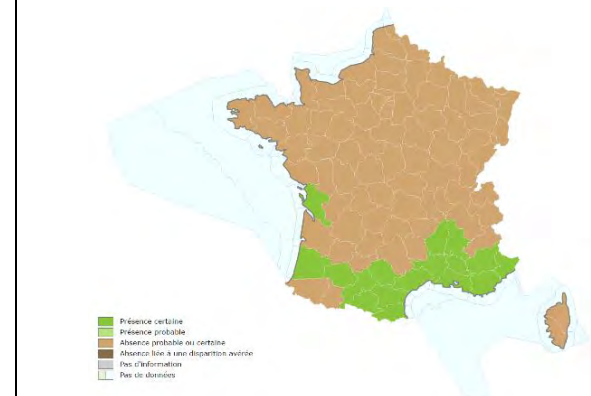 Présence certaine
Présence probable
Absence probable ou certaine
Absence liée à une disparition avérée
Pas d'information
Pas de données